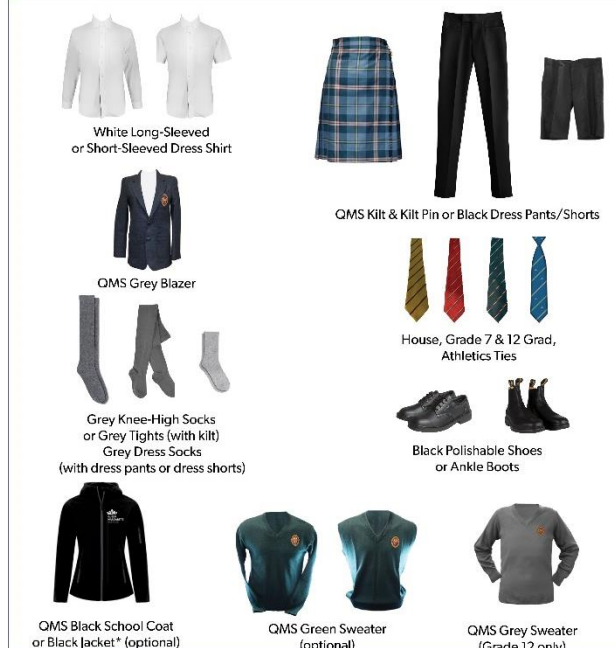 White Long-Sleeved
or Short-Sleeved Dress Shirt
QMS Kilt & Kilt Pin or Black Dress Pants/Shorts
QMS Grey Blazer
House, Grade 7 & 12 Grad,
Athletics Ties
Grey Knee-High Socks
or Grey Tights (with kilt)
Grey Dress Socks
(with dress pants or dress shorts)
Black Polishable Shoes
or Ankle Boots
QMS Black School Coat
or Black Jacket* (optional)
QMS Green Sweater
(optional)
QMS Grey Sweater
(Grade 12 only)